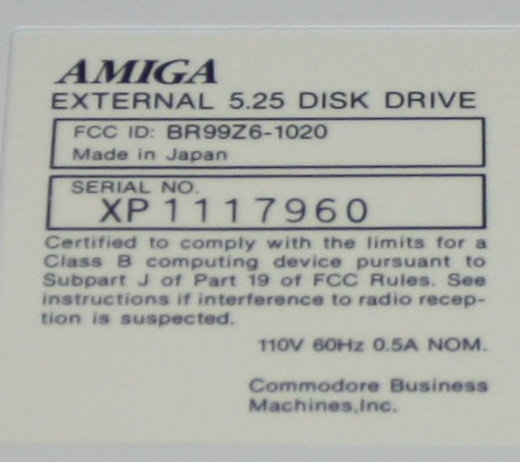 AMIGA
EXTERNAL 5.25 DISK DRIVE
FCC ID: BR99Z6-1020
Made in Japan
SERIAL NO.
XP1117960
Certified to comply with the limits for a
Class B computing device pursuant to
Subpart J of Part 19 of FCC Rules. See
instructions if interference to radio recep-
tion is suspected.
110V 60Hz 0.5A NOM.
Commodore Business
Machines,Inc.